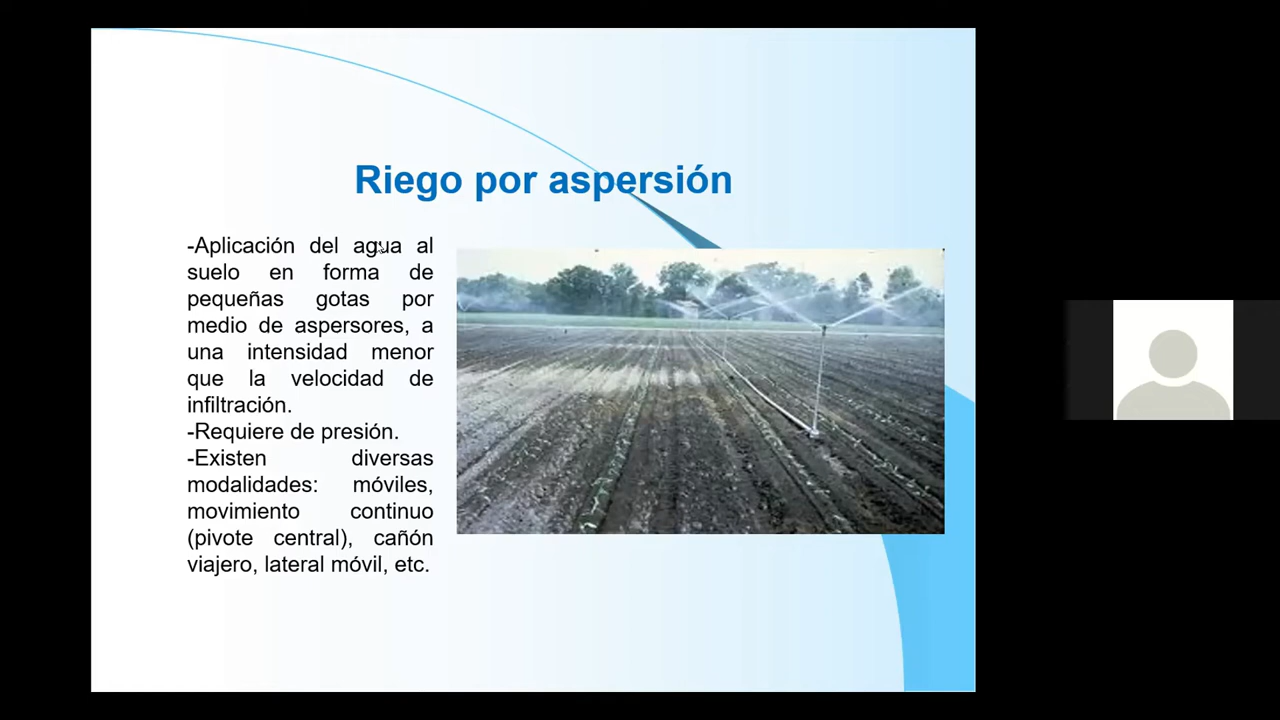 Riego por aspersión
-Aplicación del agua al
suelo en forma de
pequeñas gotas por
medio de aspersores, a
una intensidad menor
que la velocidad de
infiltración.
-Requiere de presión.
-Existen diversas
modalidades: móviles,
movimiento continuo
(pivote central), cañón
viajero, lateral móvil, etc.